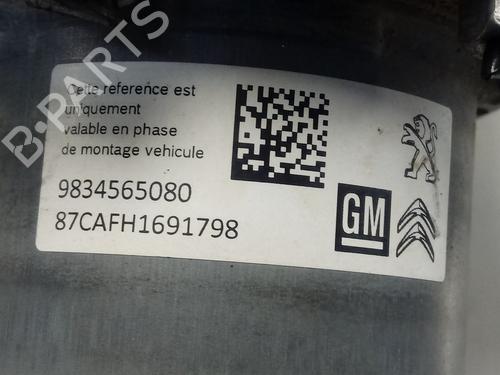 Cette reference est
uniquement
valable en phase
de montage vehicule
9834565080
87CAFH1691798
GM
B-PARTS